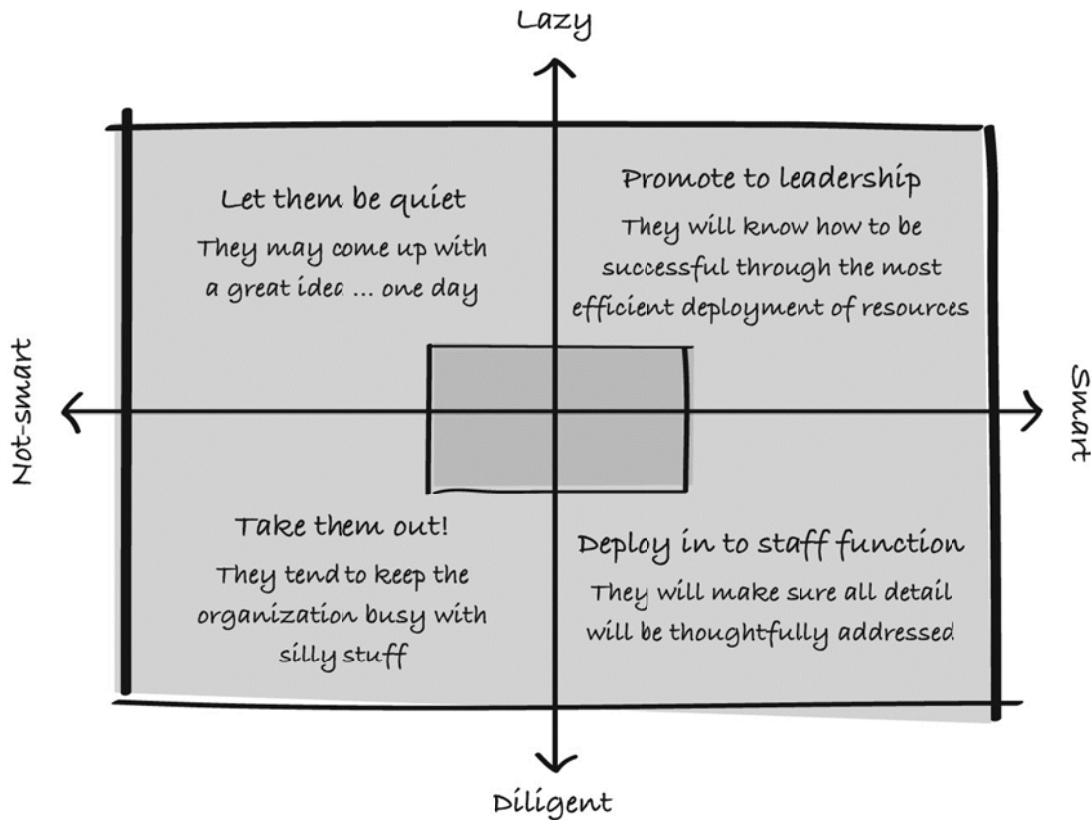 Lazy
Let them be quiet
They may come up with
a great idea ... one day
Promote to leadership
They will know how to be
successful through the most
efficient deployment of resources
Not-smart
Smart
Take them out!
They tend to keep the
organization busy with
silly stuff
Deploy in to staff function
They will make sure all detail
will be thoughtfully addressed
Diligent